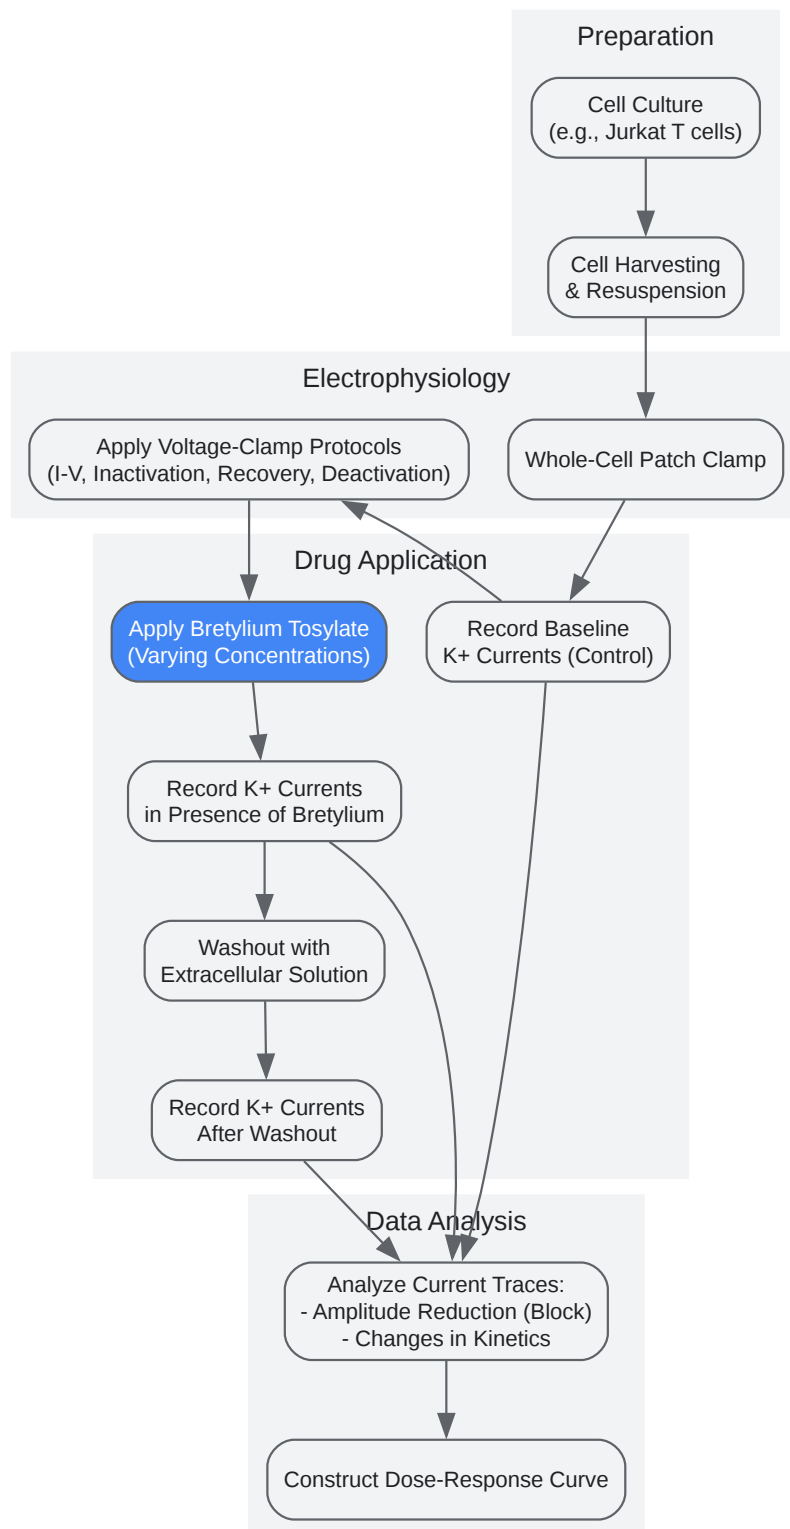 Preparation
Cell Culture
(e.g., Jurkat T cells)
Cell Harvesting
& Resuspension
Electrophysiology
Apply Voltage-Clamp Protocols
(I-V, Inactivation, Recovery, Deactivation)
Whole-Cell Patch Clamp
Drug Application
Apply Bretylium Tosylate
(Varying Concentrations)
Record Baseline
K+ Currents (Control)
Record K+ Currents
in Presence of Bretylium
Washout with
Extracellular Solution
Record K+ Currents
After Washout
Data Analysis
Analyze Current Traces:
- Amplitude Reduction (Block)
- Changes in Kinetics
Construct Dose-Response Curve